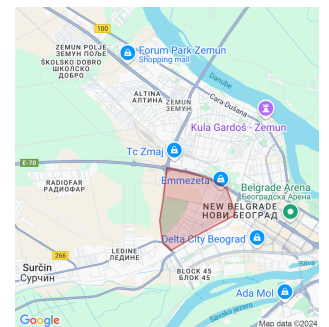 100
Forum Park Zemun
Shopping mall
ZEMUN POLJE
ЗЕМУН ПОЉЕ
ŠKOLSKO DOBRO
ШКОЛСКО
ДОБРО
Danube
ALTINA
АЛТИНА
ZEMUN
ЗЕМУН
Cara Dušana
Kula Gardoš - Zemun
Tc Zmaj
E-70
RADIOFAR
РАДИОФАР
Emmezeta
Belgrade Arena
Београдска Арена
NEW BELGRADE
НОВИ БЕОГРАД
Delta City Beograd
LEDINE
ЛЕДИНЕ
266
Surčin
Сурчин
BLOCK 45
БЛОК 45
Sava
Savsko jezero
Ada Mol
Google
Map data ©2024